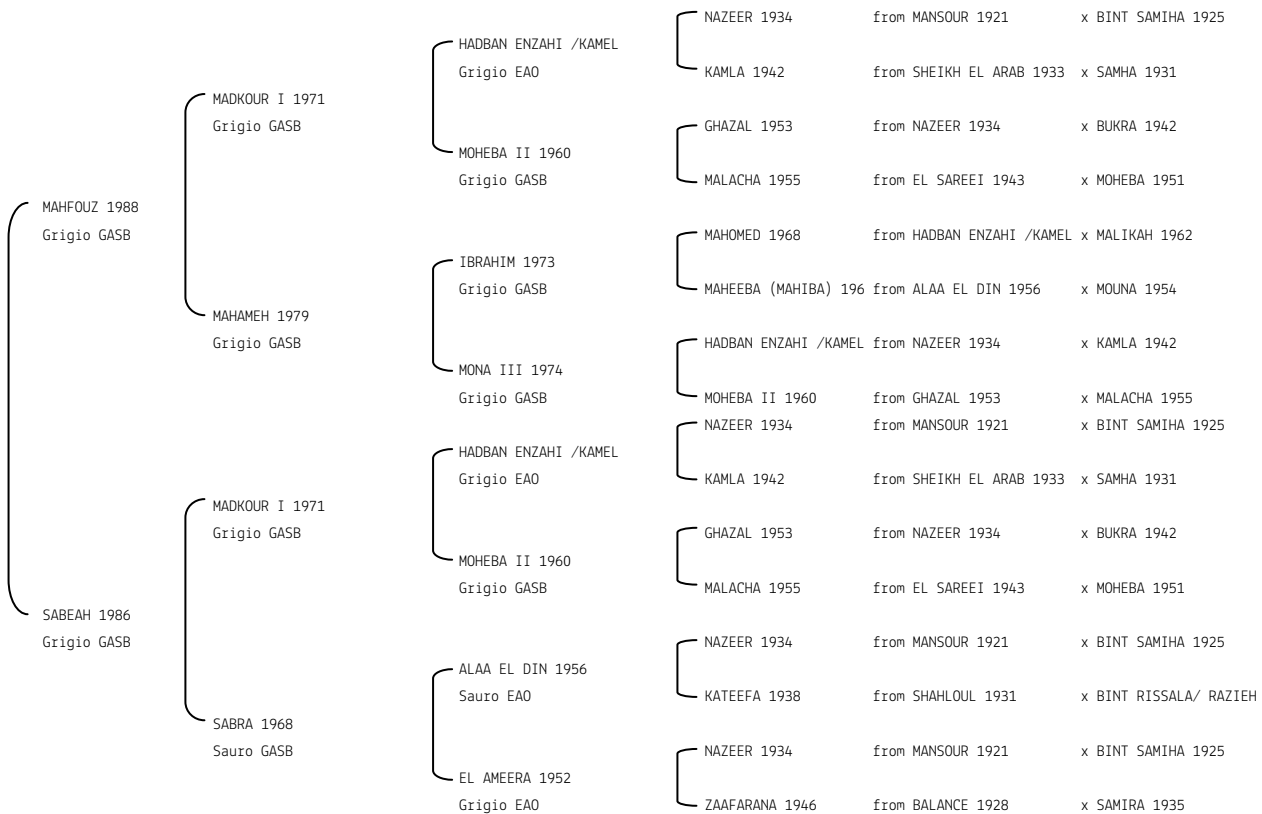 NAZEER 1934 from MANSOUR 1921 x BINT SAMIHA 1925
HADBAN ENZAHI /KAMEL
Grigio EAO
KAMLA 1942 from SHEIKH EL ARAB 1933 x SAMHA 1931
MADKOUR I 1971
Grigio GASB
GHAZAL 1953 from NAZEER 1934 x BUKRA 1942
MOHEBA II 1960
Grigio GASB
MALACHA 1955 from EL SAREEI 1943 x MOHEBA 1951
MAHFOUZ 1988
Grigio GASB
MAHOMED 1968 from HADBAN ENZAHI /KAMEL x MALIKAH 1962
IBRAHIM 1973
Grigio GASB
MAHEEBA (MAHIBA) 196 from ALAA EL DIN 1956 x MOUNA 1954
MAHAMEH 1979
Grigio GASB
HADBAN ENZAHI /KAMEL from NAZEER 1934 x KAMLA 1942
MONA III 1974
Grigio GASB
MOHEBA II 1960 from GHAZAL 1953 x MALACHA 1955
NAZEER 1934 from MANSOUR 1921 x BINT SAMIHA 1925
HADBAN ENZAHI /KAMEL
Grigio EAO
KAMLA 1942 from SHEIKH EL ARAB 1933 x SAMHA 1931
MADKOUR I 1971
Grigio GASB
GHAZAL 1953 from NAZEER 1934 x BUKRA 1942
MOHEBA II 1960
Grigio GASB
MALACHA 1955 from EL SAREEI 1943 x MOHEBA 1951
SABEAH 1986
Grigio GASB
NAZEER 1934 from MANSOUR 1921 x BINT SAMIHA 1925
ALAA EL DIN 1956
Sauro EAO
KATEEFA 1938 from SHAHLOUL 1931 x BINT RISSALA/ RAZIEH
SABRA 1968
Sauro GASB
NAZEER 1934 from MANSOUR 1921 x BINT SAMIHA 1925
EL AMEERA 1952
Grigio EAO
ZAAFARANA 1946 from BALANCE 1928 x SAMIRA 1935